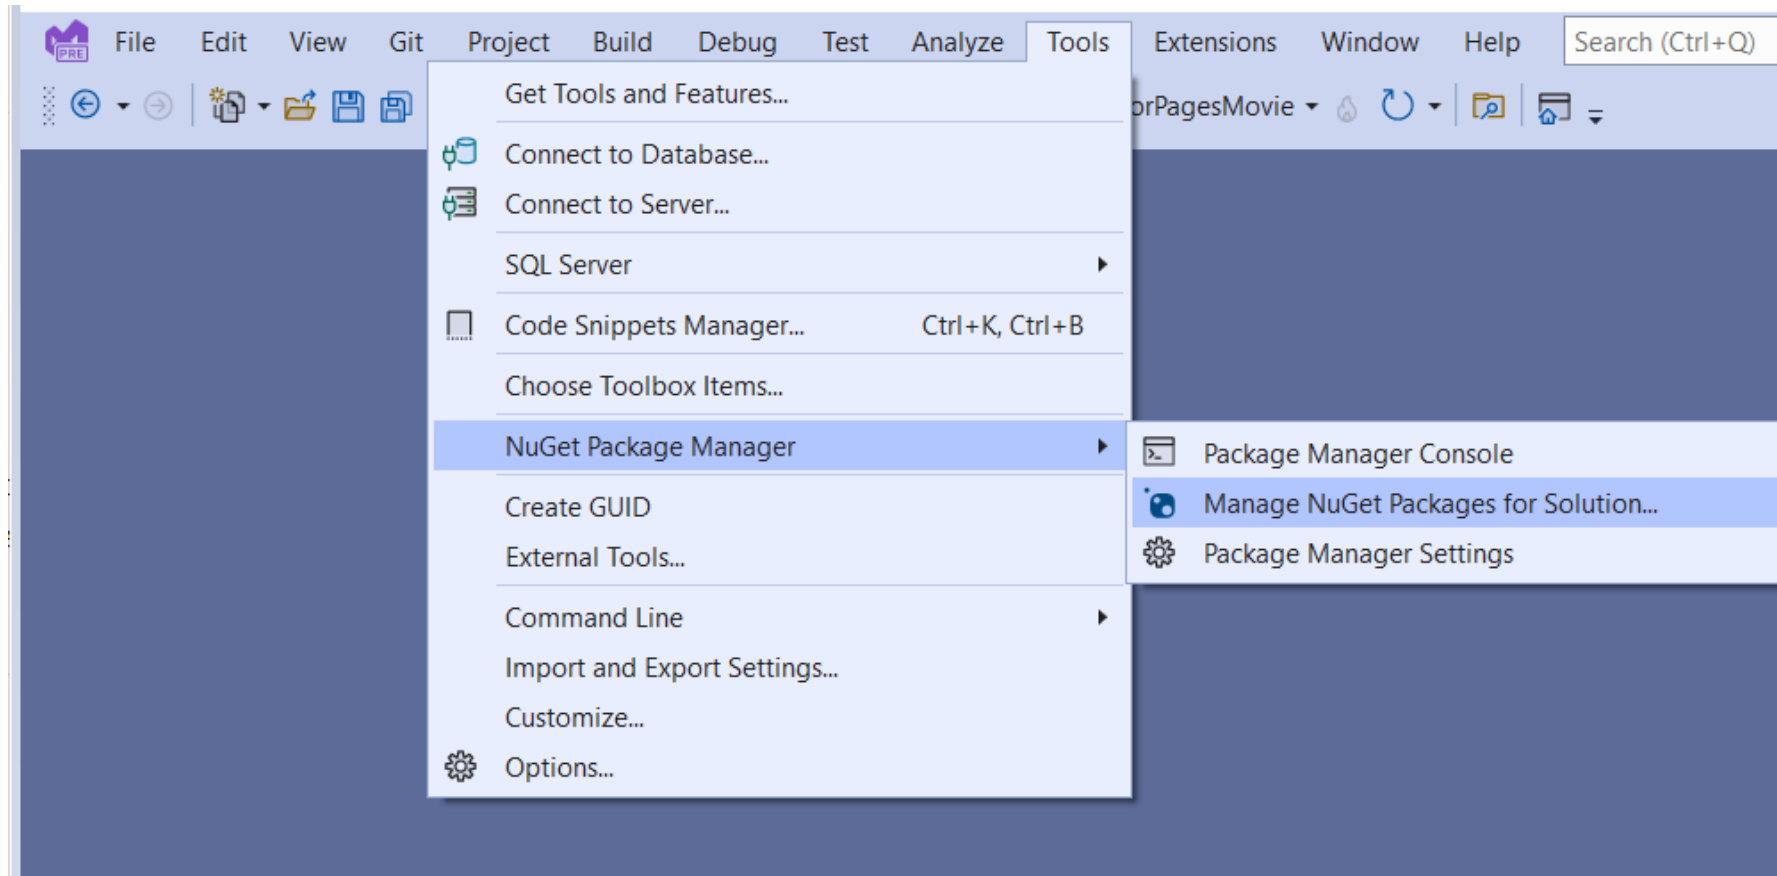 PRE File Edit View Git Project Build Debug Test Analyze Tools Extensions Window Help Search (Ctrl+Q)
orPagesMovie
Get Tools and Features...
Connect to Database...
Connect to Server...
SQL Server
Code Snippets Manager... Ctrl+K, Ctrl+B
Choose Toolbox Items...
NuGet Package Manager
Package Manager Console
Manage NuGet Packages for Solution...
Package Manager Settings
Create GUID
External Tools...
Command Line
Import and Export Settings...
Customize...
Options...